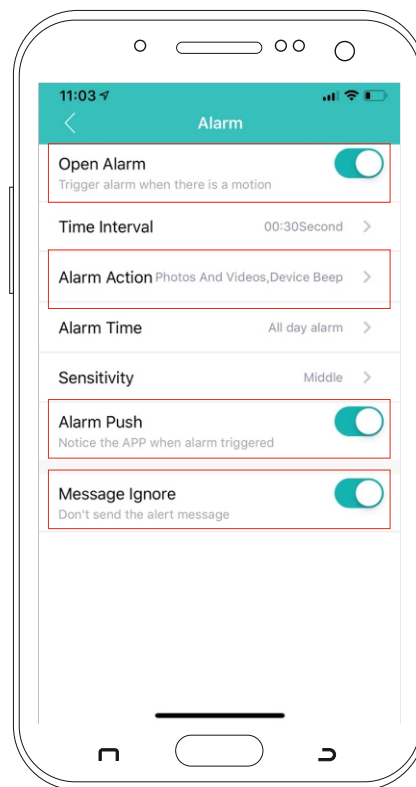 11:03
Alarm
Open Alarm
Trigger alarm when there is a motion
Time Interval 00:30Second
Alarm Action Photos And Videos,Device Beep
Alarm Time All day alarm
Sensitivity Middle
Alarm Push
Notice the APP when alarm triggered
Message Ignore
Don't send the alert message